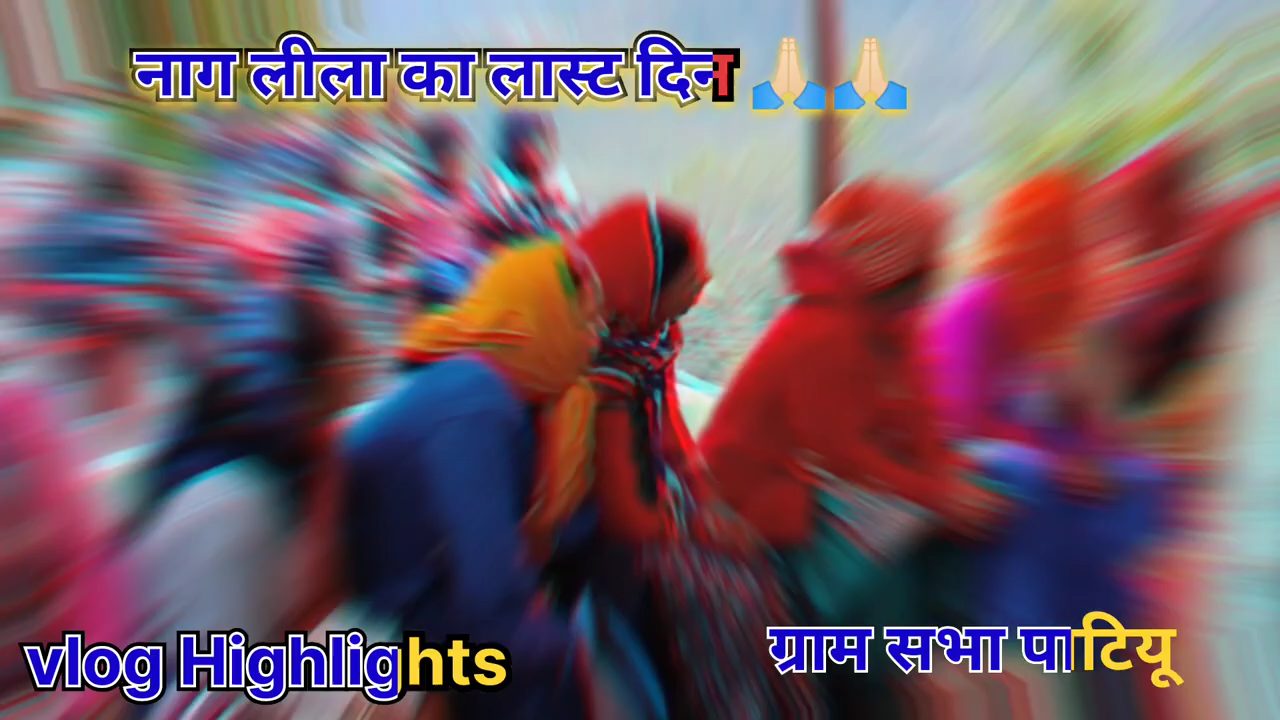 नाग लीला का लास्ट दिन 🙏🏻🙏🏻
vlog Highlights
ग्राम सभा पाटियू